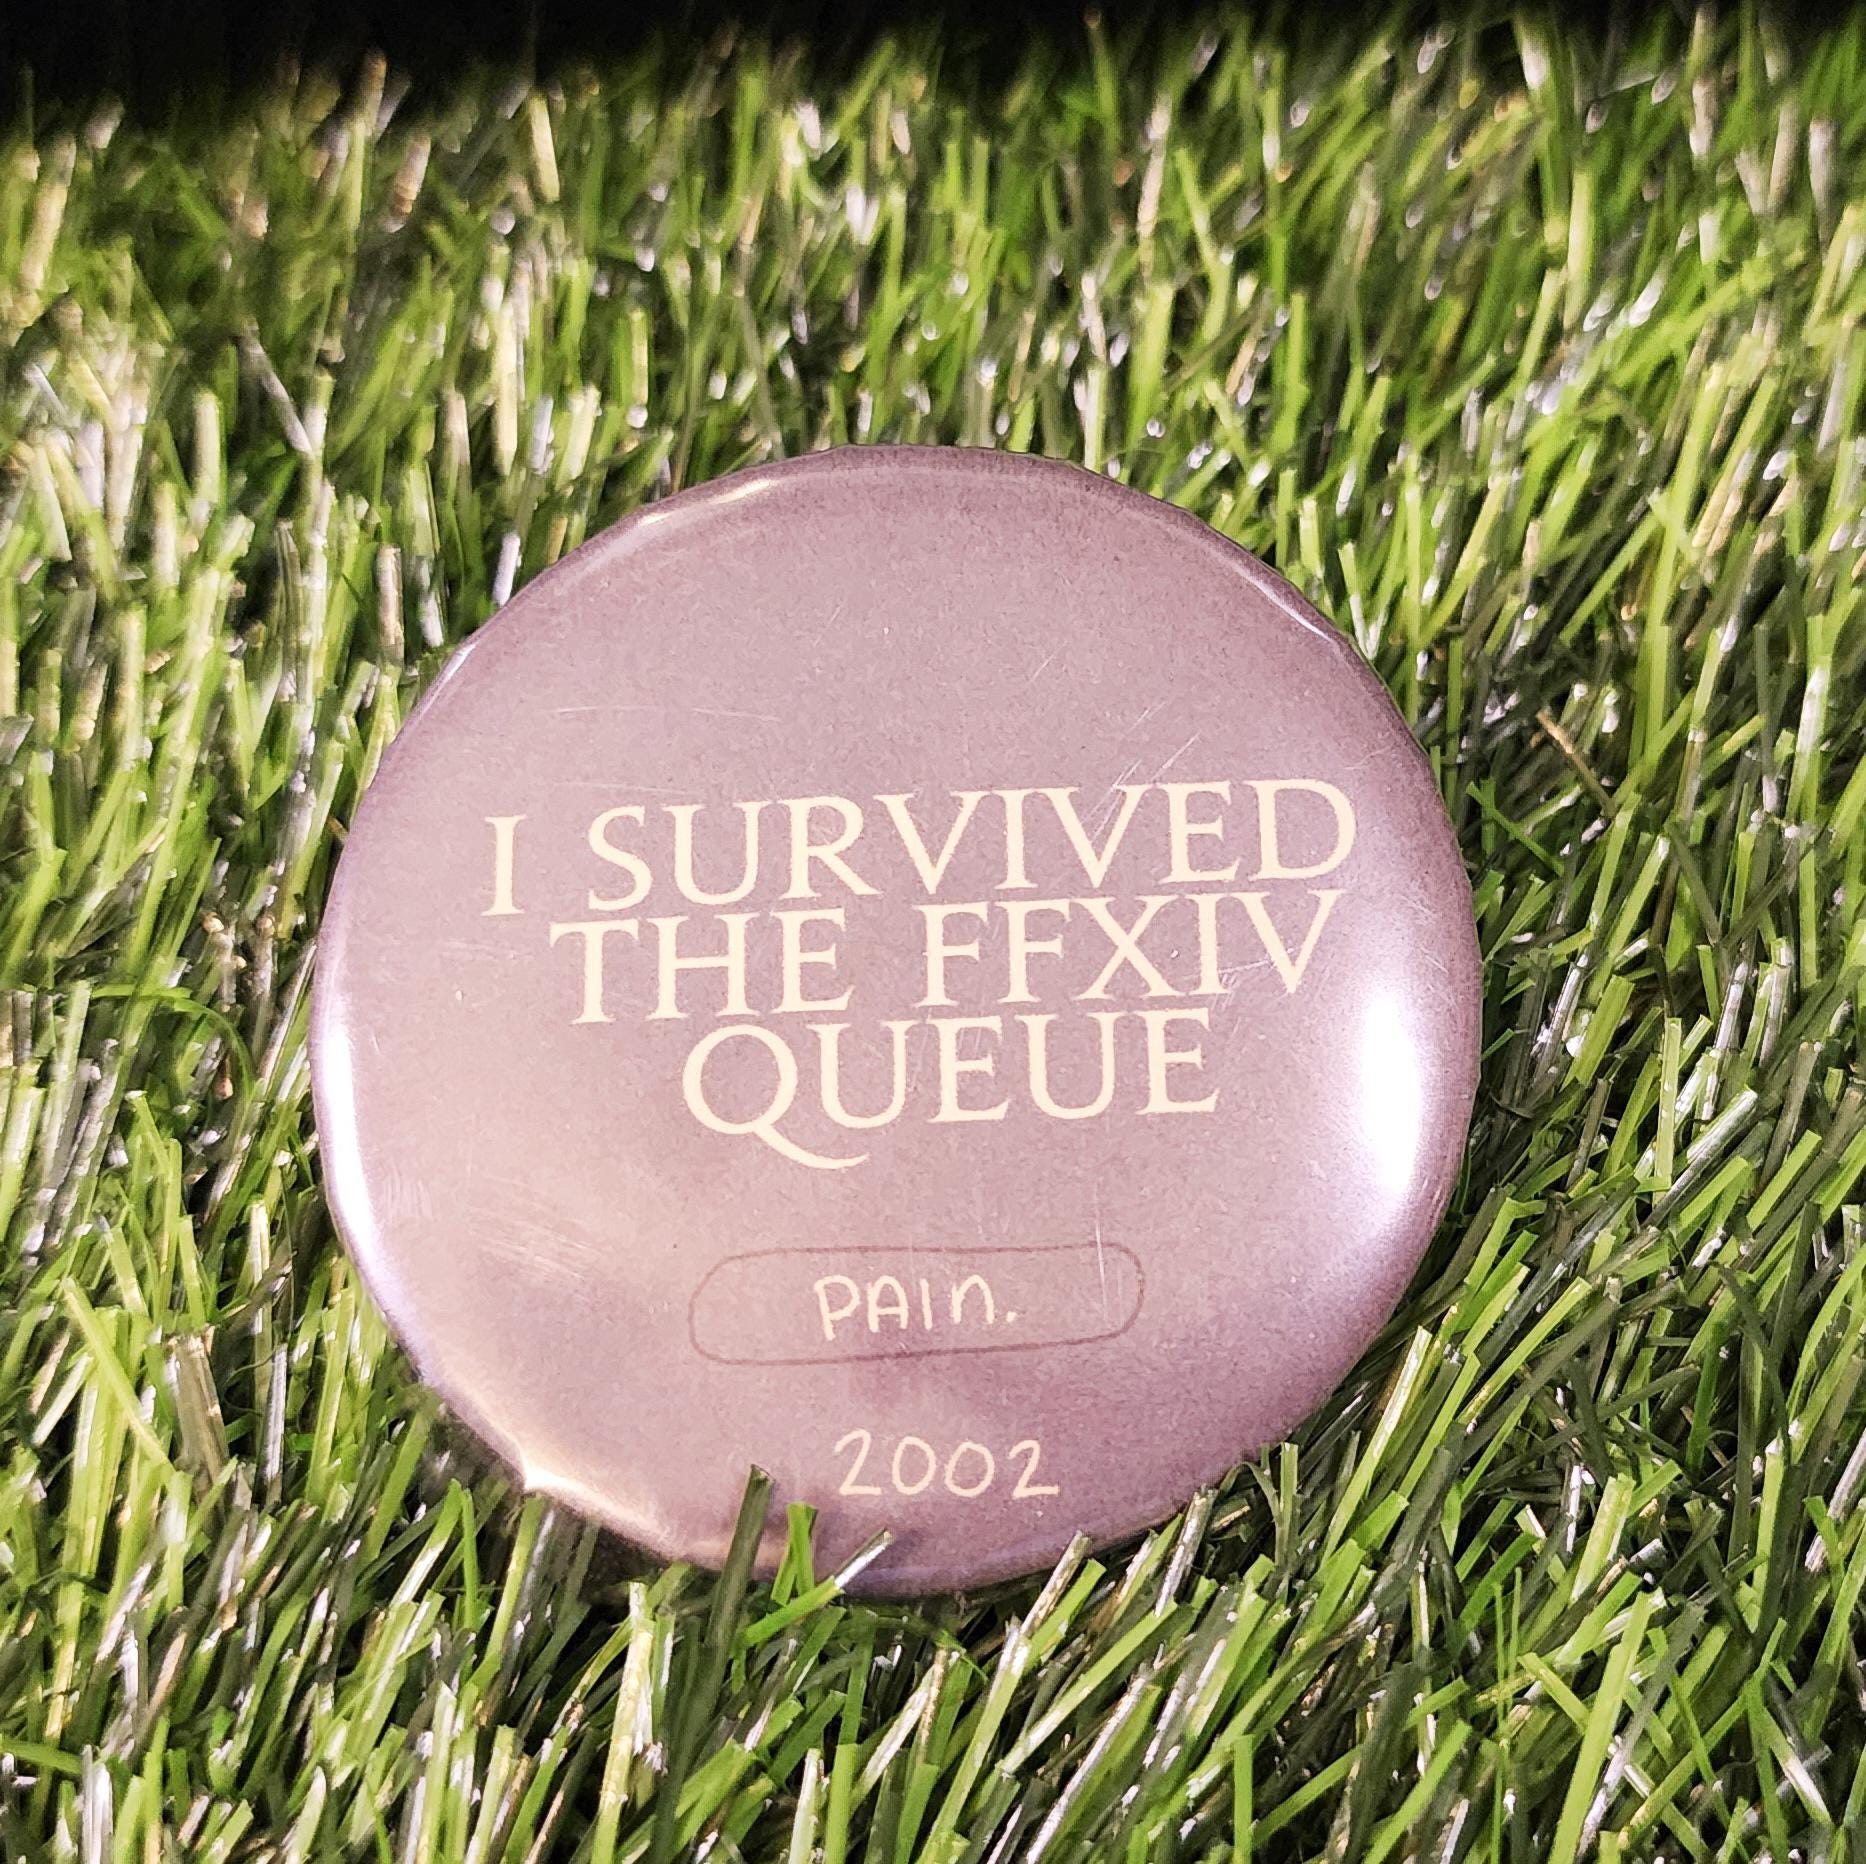 I SURVIVED
THE FFXIV
QUEUE
PAIn.
2002